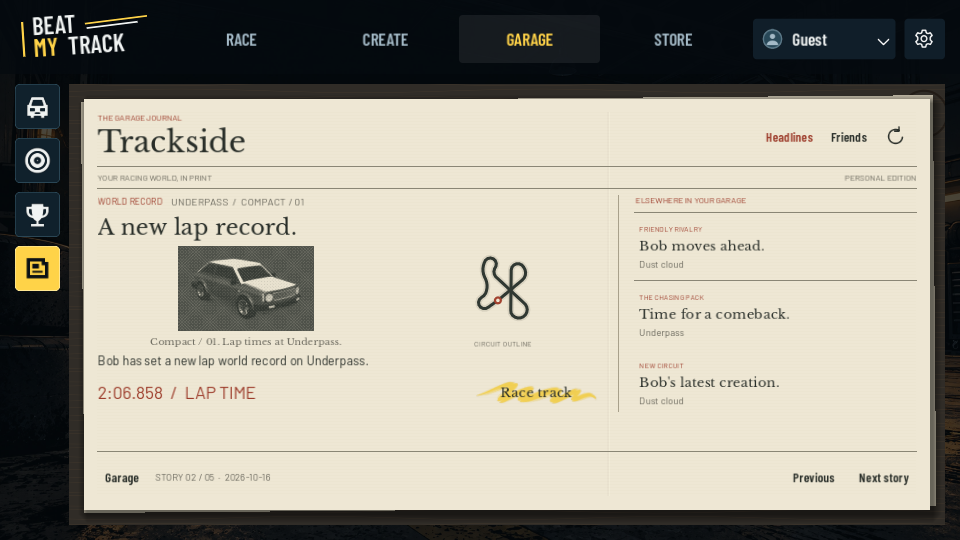 BEAT
MY TRACK
RACE
CREATE
GARAGE
STORE
Guest
THE GARAGE JOURNAL
Trackside
Headlines
Friends
YOUR RACING WORLD, IN PRINT
PERSONAL EDITION
WORLD RECORD UNDERPASS / COMPACT / 01
A new lap record.
Compact / 01. Lap times at Underpass.
CIRCUIT OUTLINE
Bob has set a new lap world record on Underpass.
2:06.858 / LAP TIME
Race track
ELSEWHERE IN YOUR GARAGE
FRIENDLY RIVALRY
Bob moves ahead.
Dust cloud
THE CHASING PACK
Time for a comeback.
Underpass
NEW CIRCUIT
Bob's latest creation.
Dust cloud
Garage
STORY 02 / 05 · 2026-10-16
Previous
Next story